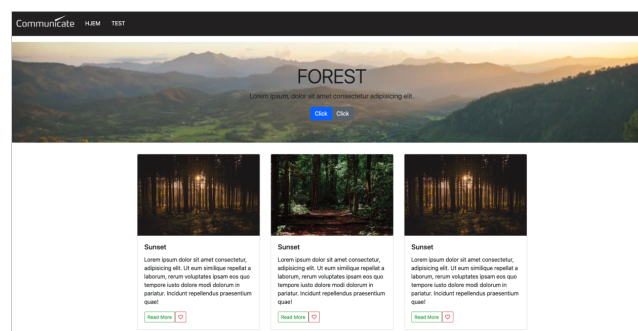 Communicate HJEM TEST
FOREST
Lorem ipsum, dolor sit amet consectetur adipisicing elit.
Click Click
Sunset
Lorem ipsum dolor sit amet consectetur,
adipisicing elit. Ut eum similique repellat a
laborum, rerum voluptates ipsam eos quo
tempore iusto dolore modi dolorum in
pariatur. Incidunt repellendus praesentium
quae!
Read More
Sunset
Lorem ipsum dolor sit amet consectetur,
adipisicing elit. Ut eum similique repellat a
laborum, rerum voluptates ipsam eos quo
tempore iusto dolore modi dolorum in
pariatur. Incidunt repellendus praesentium
quae!
Read More
Sunset
Lorem ipsum dolor sit amet consectetur,
adipisicing elit. Ut eum similique repellat a
laborum, rerum voluptates ipsam eos quo
tempore iusto dolore modi dolorum in
pariatur. Incidunt repellendus praesentium
quae!
Read More